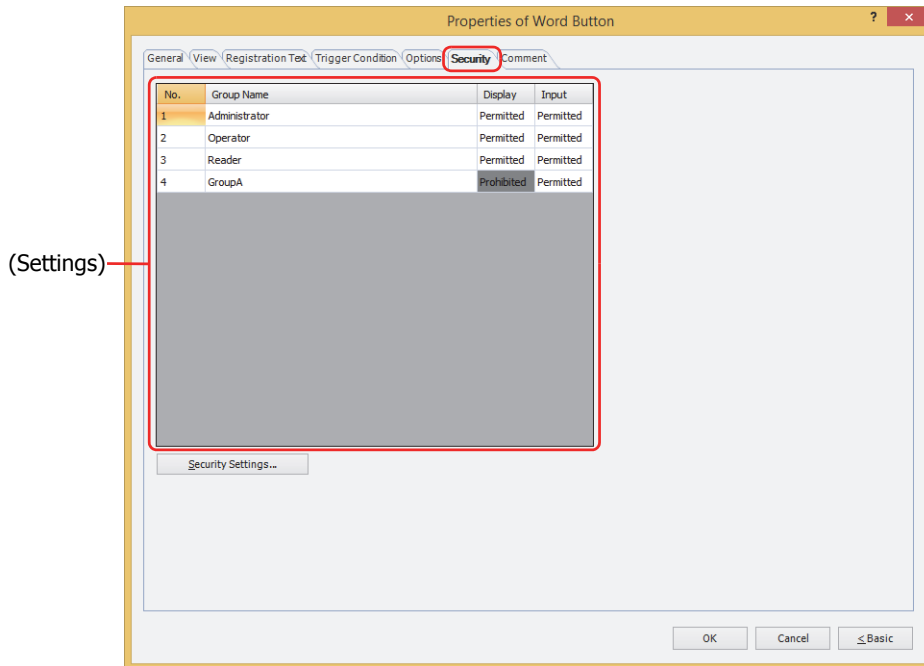 Properties of Word Button
? ×
General View Registration Text Trigger Condition Options Security Comment
No. Group Name Display Input
1 Administrator Permitted Permitted
2 Operator Permitted Permitted
3 Reader Permitted Permitted
4 GroupA Prohibited Permitted
(Settings)
Security Settings...
OK Cancel < Basic